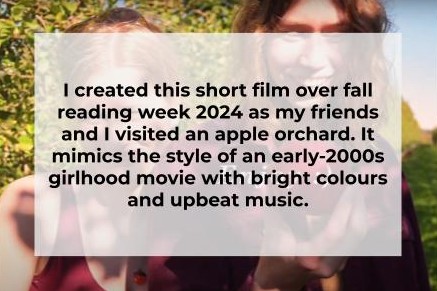 I created this short film over fall
reading week 2024 as my friends
and I visited an apple orchard. It
mimics the style of an early-2000s
girlhood movie with bright colours
and upbeat music.